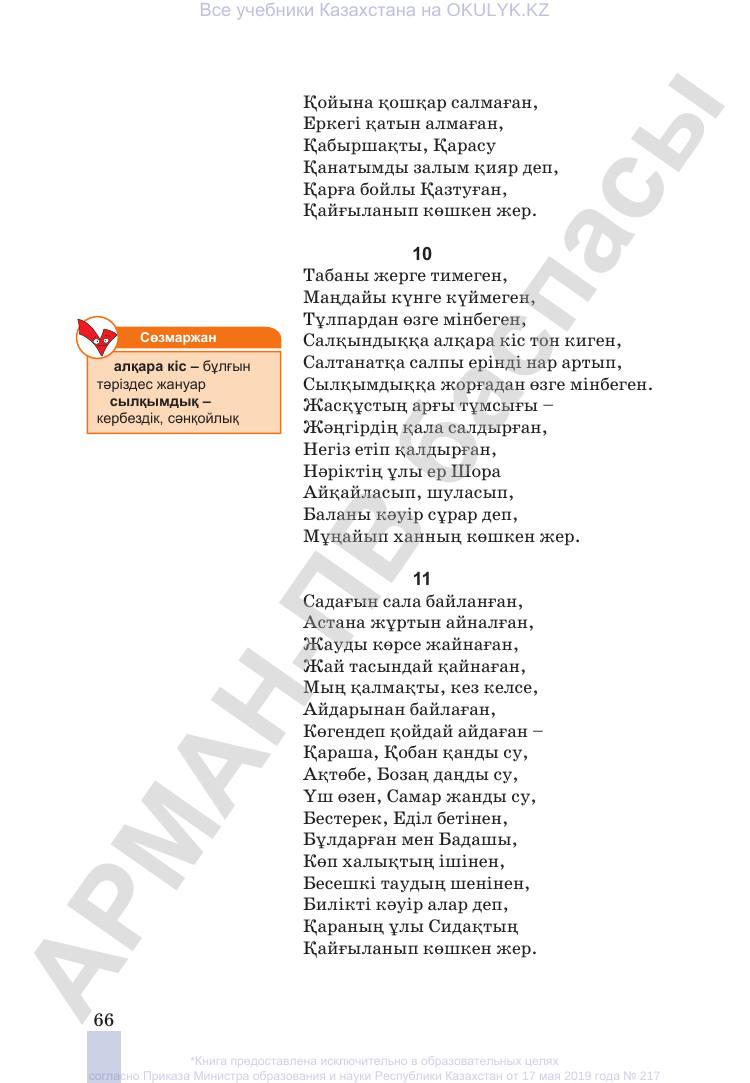 Все учебники Казахстана на OKULYK.KZ
Қойына қошқар салмаған,
Еркегі қатын алмаған,
Қабыршақты, Қарасу
Қанатымды залым қияр деп,
Қарға бойлы Қазтуған,
Қайғыланып көшкен жер.
10
Табаны жерге тимеген,
Маңдайы күнге күймеген,
Тұлпардан өзге мінбеген,
Салқындыққа алқара кіс тон киген,
Салтанатқа салпы ерінді нар артып,
Сылқымдыққа жорғадан өзге мінбеген.
Жасқұстың арғы тұмсығы –
Жәңгірдің қала салдырған,
Негіз етіп қалдырған,
Нәріктің ұлы ер Шора
Айқайласып, шуласып,
Баланы кәуір сұрар деп,
Мұңайып ханның көшкен жер.
Сөзмаржан
алқара кіс – бұлғын
тәріздес жануар
сылқымдық –
кербездік, сәнқойлық
11
Садағын сала байланған,
Астана жұртын айналған,
Жауды көрсе жайнаған,
Жай тасындай қайнаған,
Мың қалмақты, кез келсе,
Айдарынан байлаған,
Көгендеп қойдай айдаған –
Қараша, Қобан қанды су,
Ақтөбе, Бозаң даңды су,
Үш өзен, Самар жанды су,
Бестерек, Еділ бетінен,
Бұлдарған мен Бадашы,
Көп халықтың ішінен,
Бесешкі таудың шенінен,
Билікті кәуір алар деп,
Қараның ұлы Сидақтың
Қайғыланып көшкен жер.
АРМАН-ПВ баспасы
66
*Книга предоставлена исключительно в образовательных целях
согласно Приказа Министра образования и науки Республики Казахстан от 17 мая 2019 года № 217